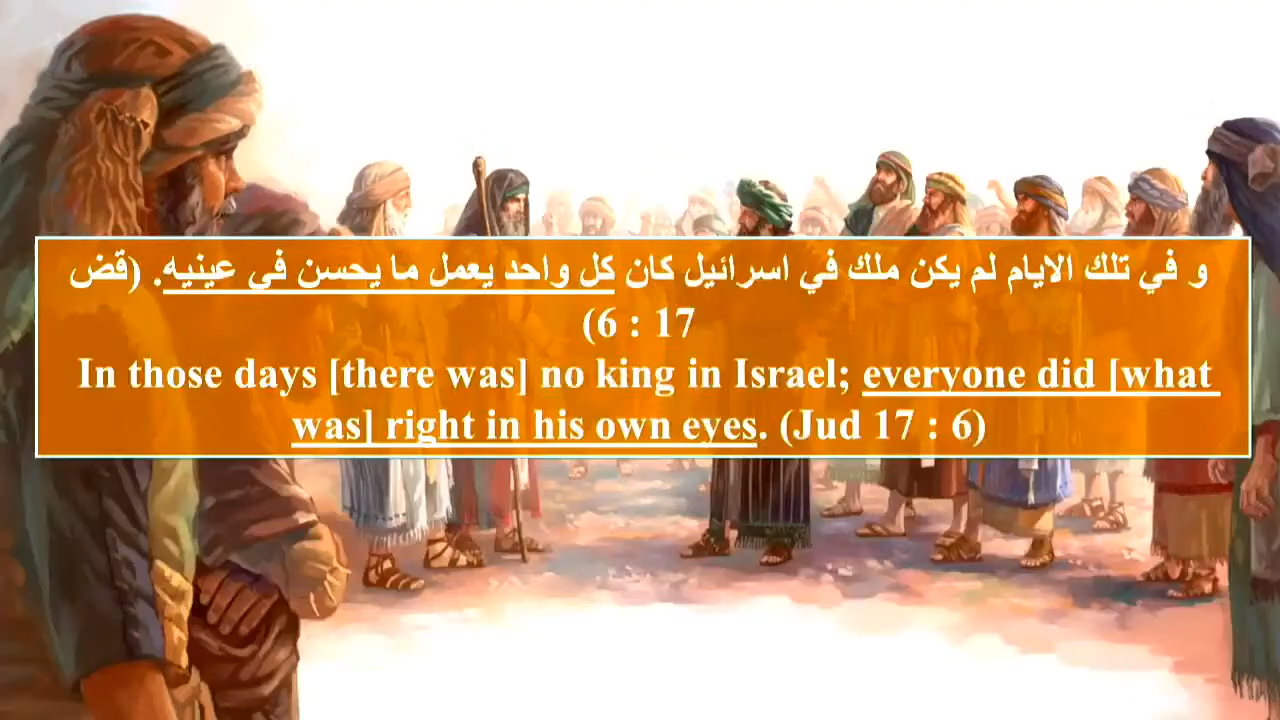 و في تلك الايام لم يكن ملك في اسرائيل كان كل واحد يعمل ما يحسن في عينيه. (قض
17 : 6)
In those days [there was] no king in Israel; everyone did [what
was] right in his own eyes. (Jud 17 : 6)